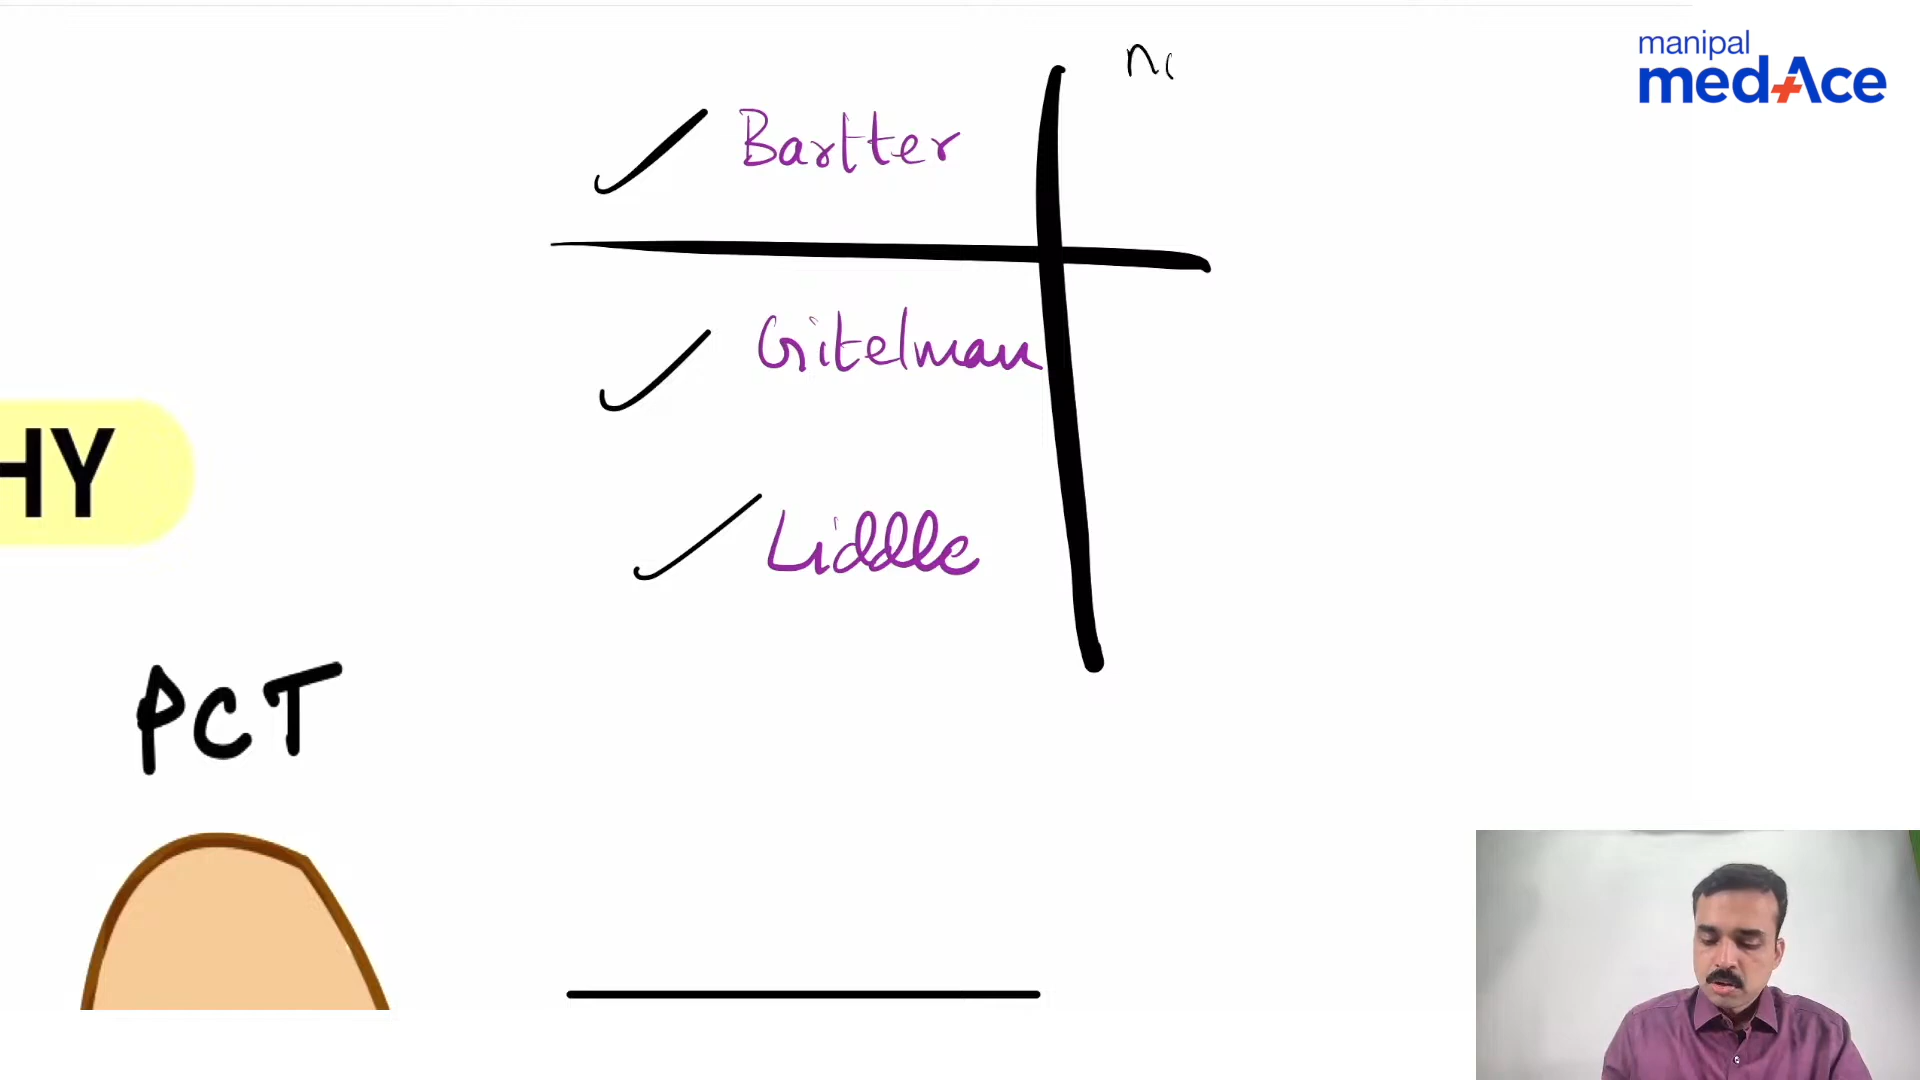 manipal
medAce
Bartter
Gitelman
HY
Liddle
PCT